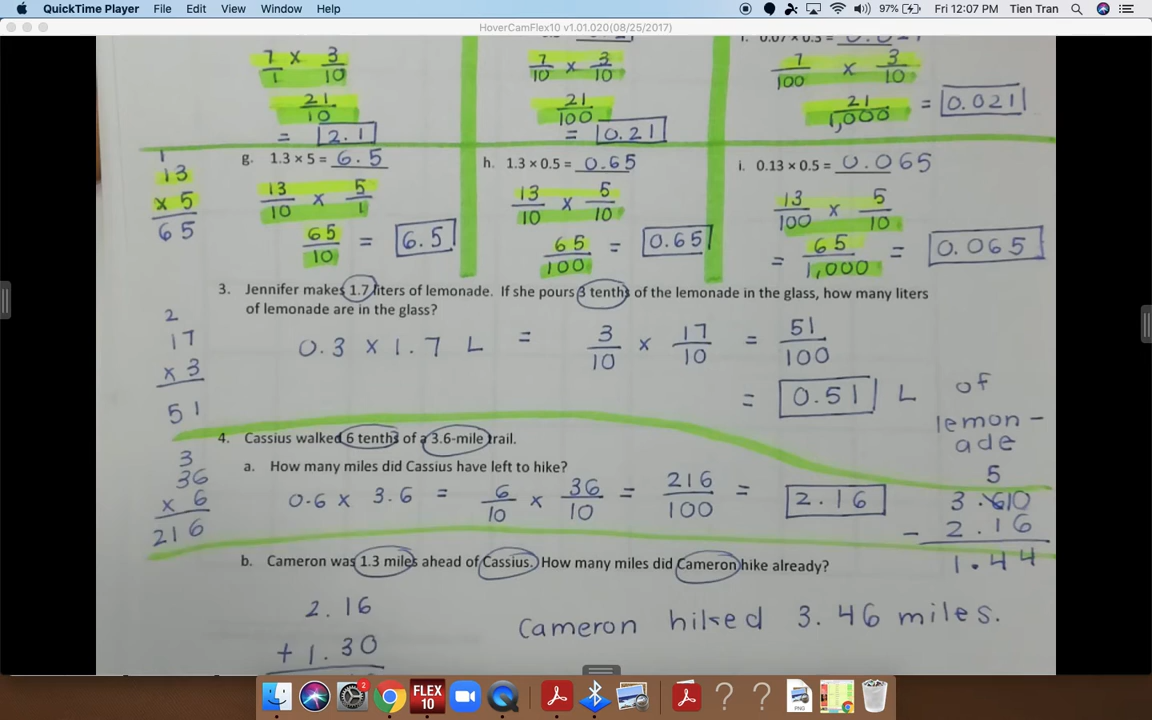 QuickTime Player File Edit View Window Help 97% Fri 12:07 PM Tien Tran
HoverCamFlex10 v1.01.020(08/25/2017)
7/1 × 3/10
21/10
= 2.1
7/10 × 3/10
21/100
= 0.21
7/100 × 3/10
21/1,000 = 0.021
1
13
× 5
65
g. 1.3 × 5 = 6.5
13/10 × 5/1
65/10 = 6.5
h. 1.3 × 0.5 = 0.65
13/10 × 5/10
65/100 = 0.65
i. 0.13 × 0.5 = 0.065
13/100 × 5/10
= 65/1,000 = 0.065
3. Jennifer makes 1.7 liters of lemonade. If she pours 3 tenths of the lemonade in the glass, how many liters
of lemonade are in the glass?
2
17
× 3
51
0.3 × 1.7 L = 3/10 × 17/10 = 51/100
= 0.51 L of
lemon-
ade
4. Cassius walked 6 tenths of a 3.6-mile trail.
a. How many miles did Cassius have left to hike?
3
36
× 6
216
0.6 × 3.6 = 6/10 × 36/10 = 216/100 = 2.16
5
3.610
- 2.16
1.44
b. Cameron was 1.3 miles ahead of Cassius. How many miles did Cameron hike already?
2.16
+ 1.30
Cameron hiked 3.46 miles.
2
FLEX
10
PNG